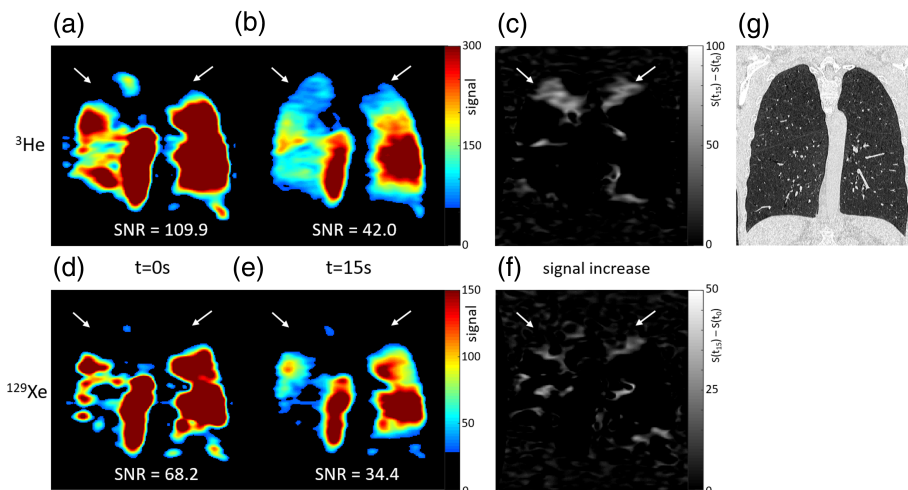 (a)
(b)
(c)
(g)
³He
SNR = 109.9
SNR = 42.0
300
150
0
signal
100
50
0
S(t₁₅) – S(t₀)
(d)
t=0s
(e)
t=15s
(f)
signal increase
¹²⁹Xe
SNR = 68.2
SNR = 34.4
150
100
50
0
signal
50
25
0
S(t₁₅) – S(t₀)